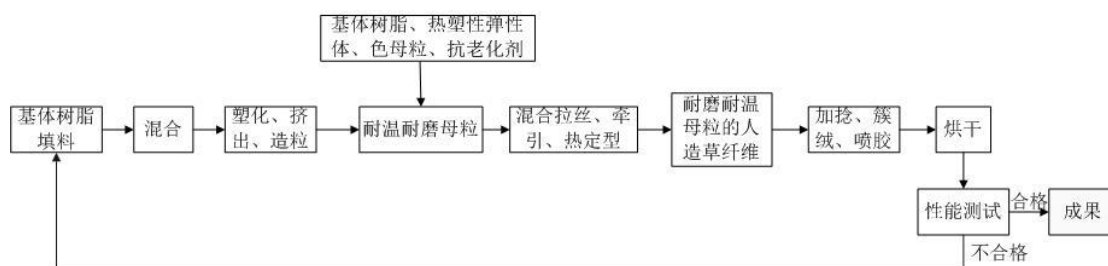 基体树脂、热塑性弹性
体、色母粒、抗老化剂
基体树脂
填料
混合
塑化、挤
出、造粒
耐温耐磨母粒
混合拉丝、牵
引、热定型
耐磨耐温
母粒的人
造草纤维
加捻、簇
绒、喷胶
烘干
性能测试
合格
成果
不合格